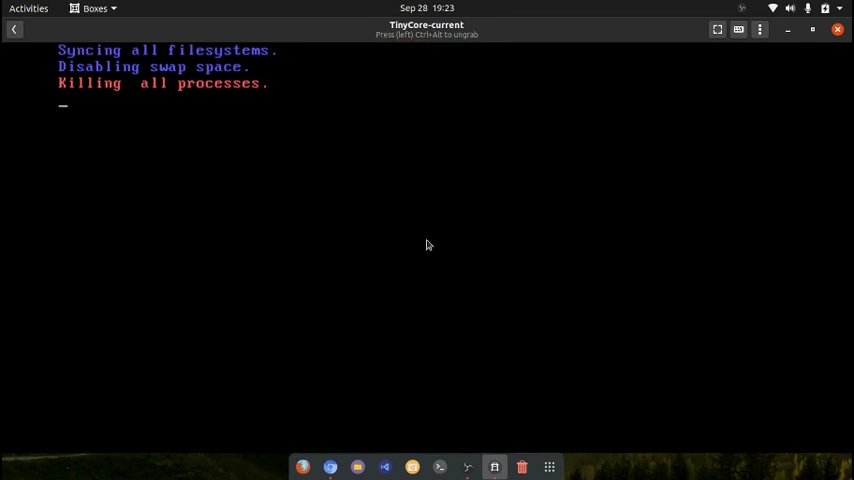 Activities Boxes Sep 28 19:23
TinyCore-current
Press (left) Ctrl+Alt to ungrab
Syncing all filesystems.
Disabling swap space.
Killing  all processes.